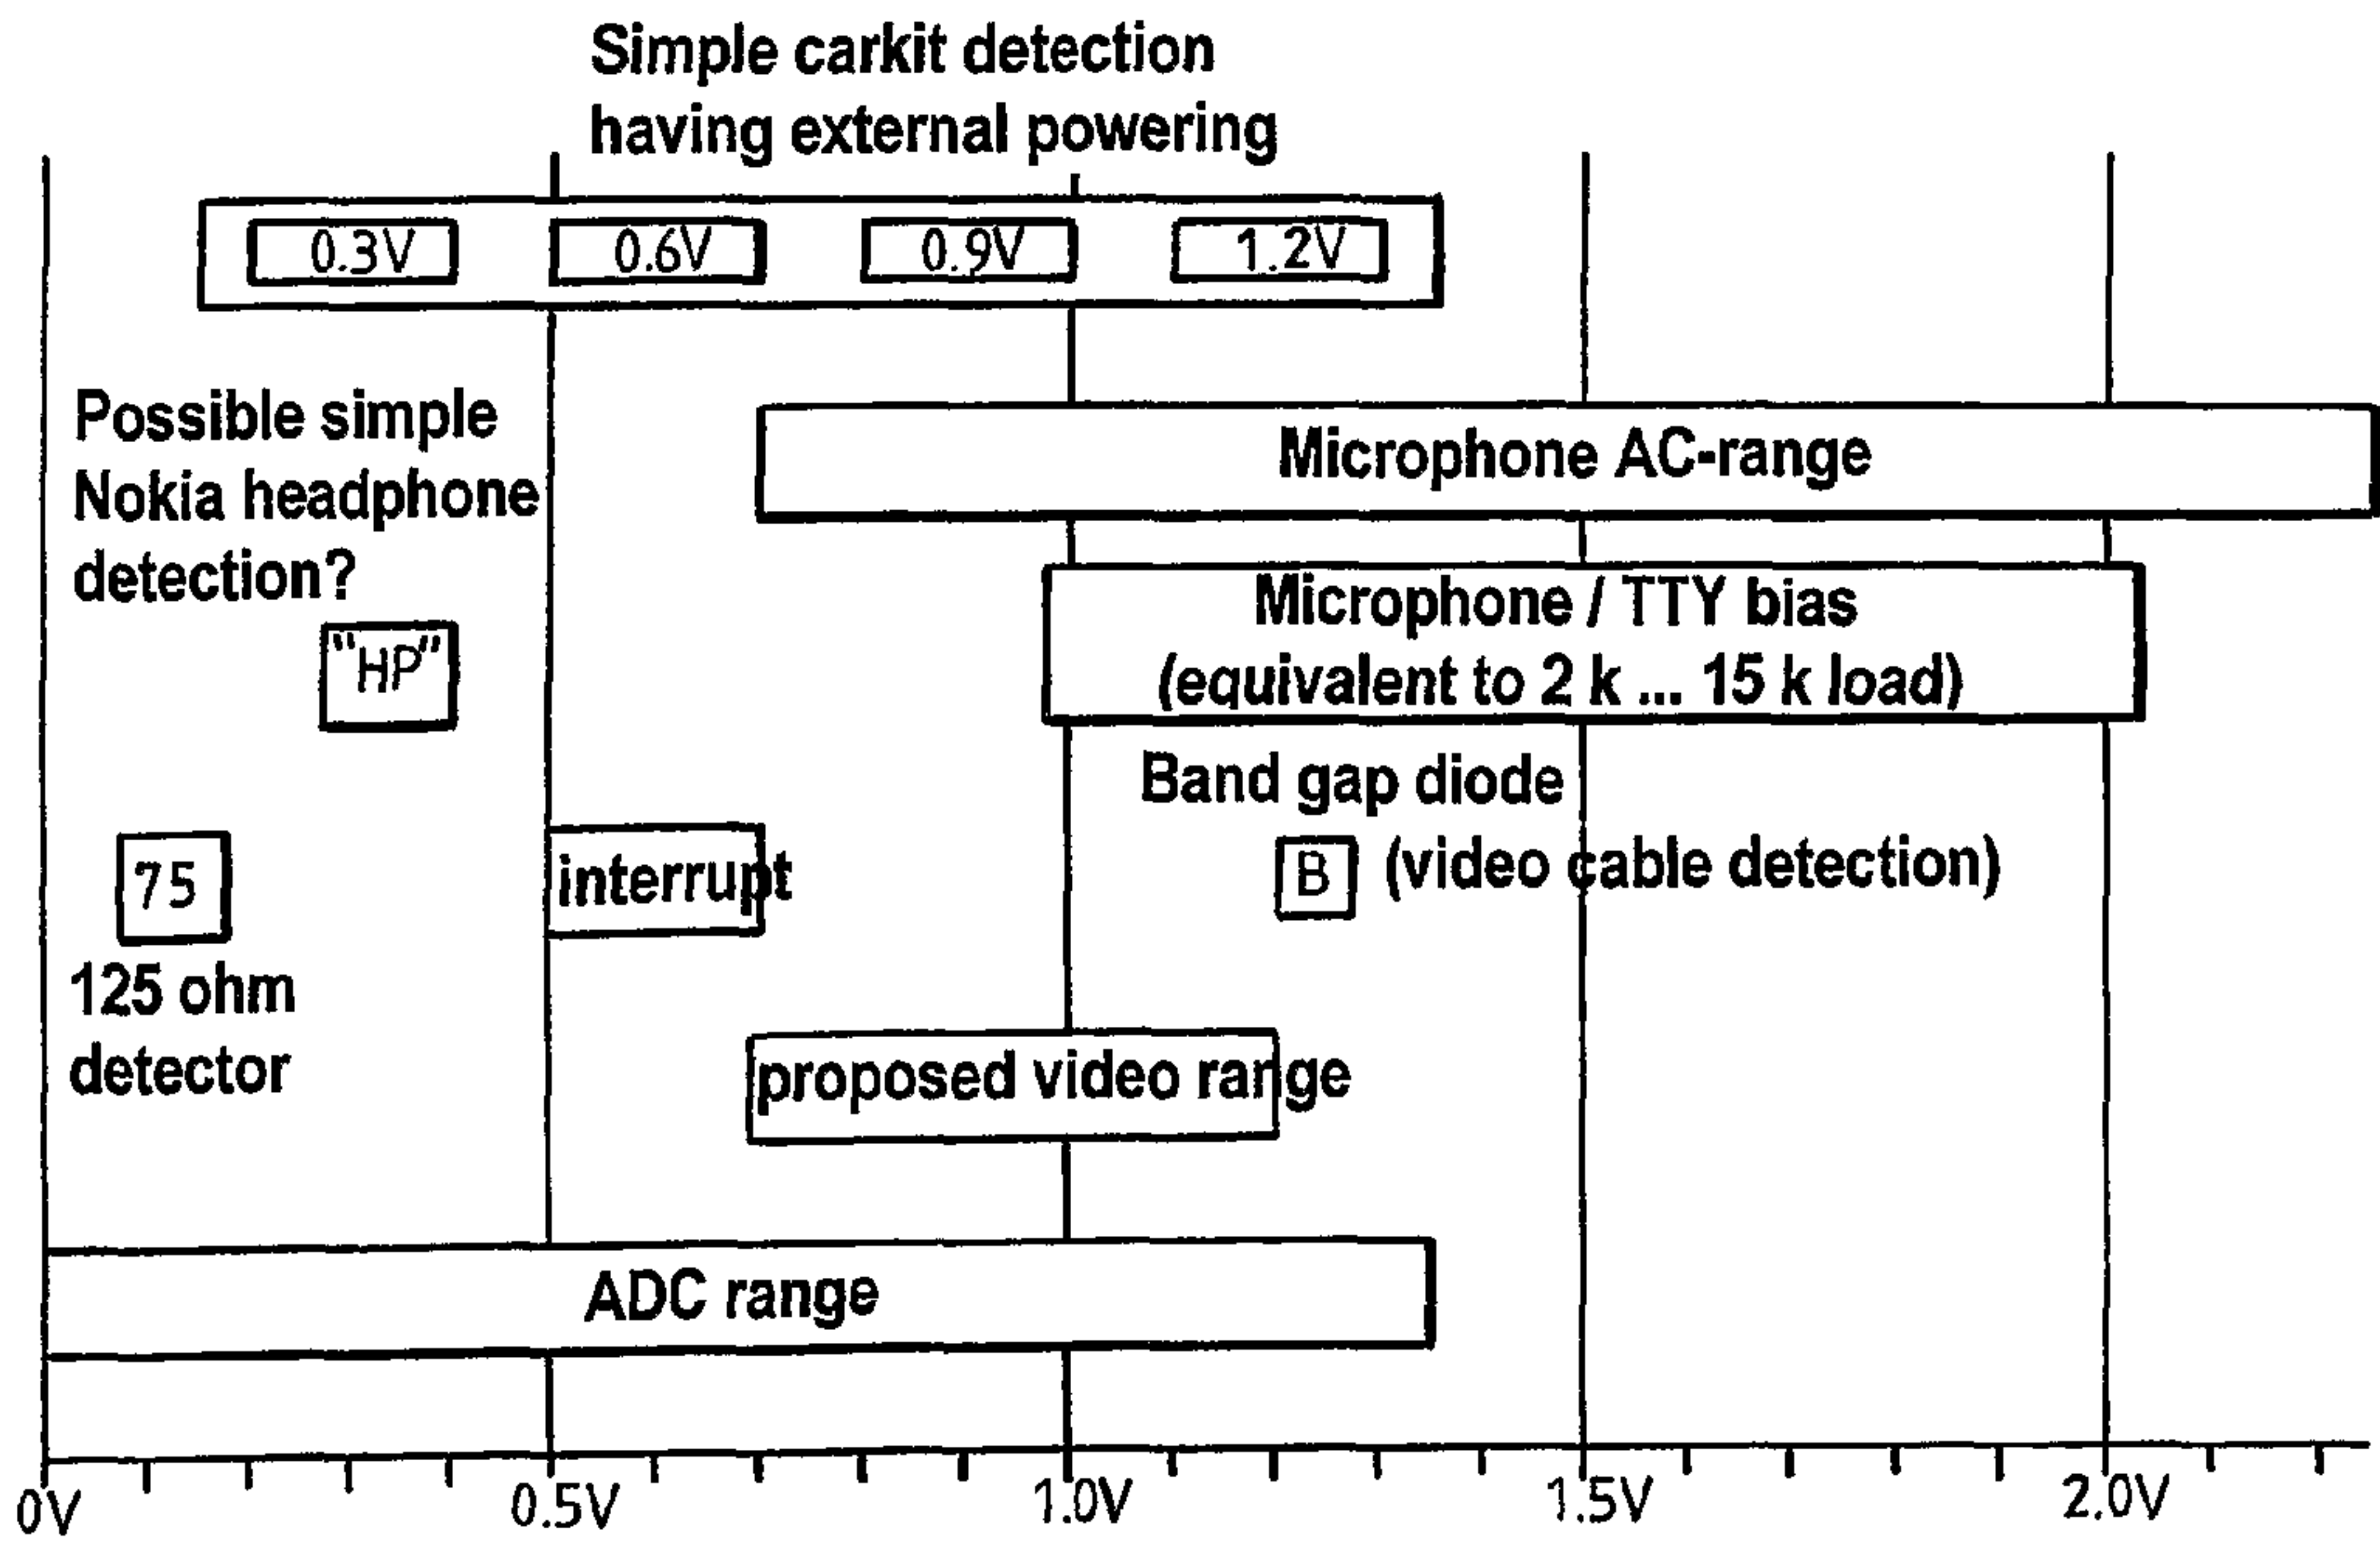 Simple carkit detection
having external powering
0.3V 0.6V 0.9V 1.2V
Possible simple
Nokia headphone
detection?
Microphone AC-range
Microphone / TTY bias
(equivalent to 2 k ... 15 k load)
"HP"
Band gap diode
B (video cable detection)
75
interrupt
125 ohm
detector
proposed video range
ADC range
0V 0.5V 1.0V 1.5V 2.0V